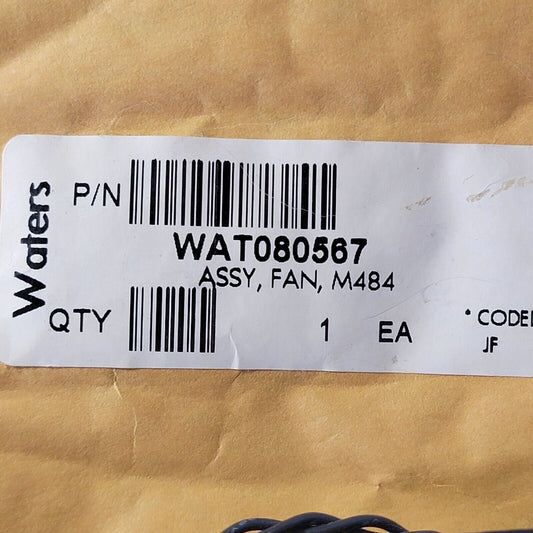 Waters
P/N
WAT080567
ASSY, FAN, M484
QTY
1 EA
* CODE
JF